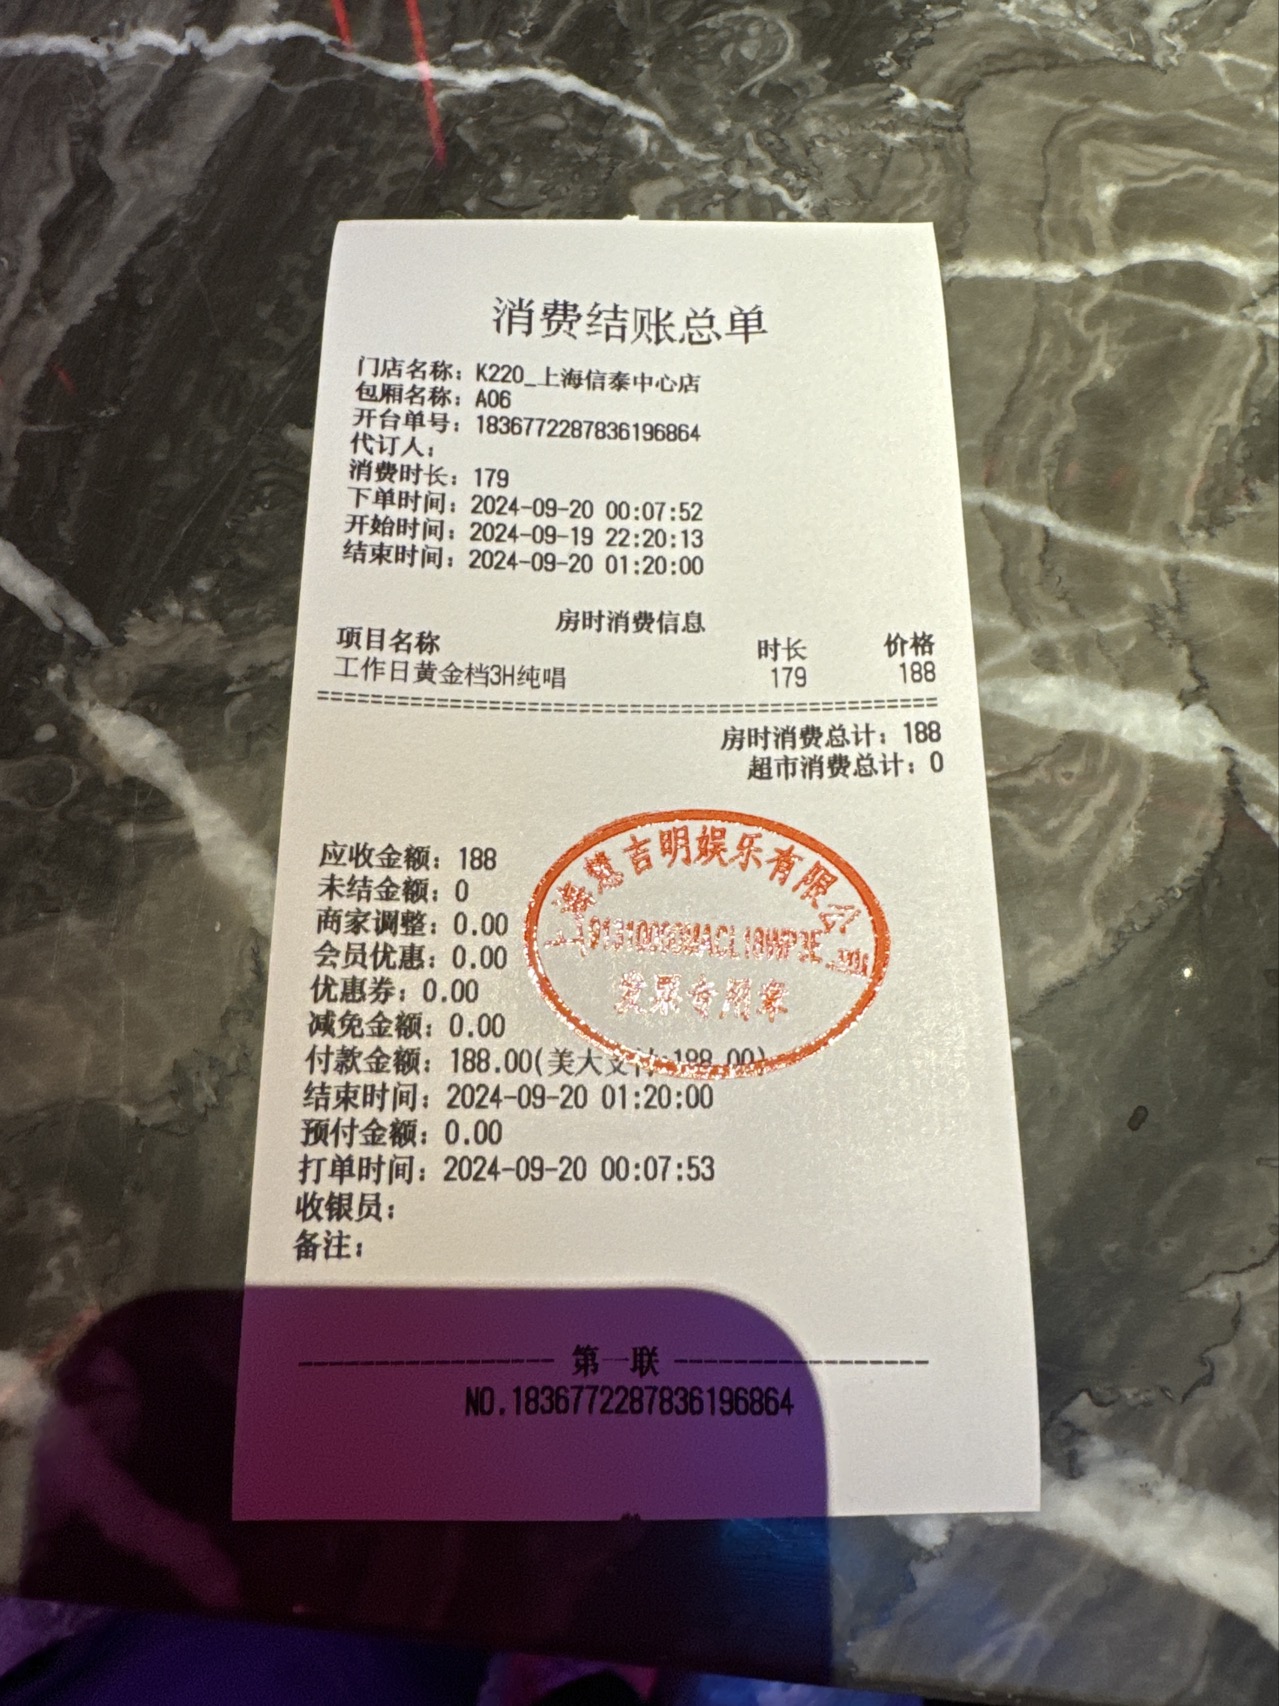 消费结账总单
门店名称：K220_上海信泰中心店
包厢名称：A06
开台单号：1836772287836196864
代订人：
消费时长：179
下单时间：2024-09-20 00:07:52
开始时间：2024-09-19 22:20:13
结束时间：2024-09-20 01:20:00
房时消费信息
项目名称 时长 价格
工作日黄金档3H纯唱 179 188
房时消费总计：188
超市消费总计：0
应收金额：188
未结金额：0
商家调整：0.00
会员优惠：0.00
优惠券：0.00
减免金额：0.00
付款金额：188.00(美大支付:188.00)
结束时间：2024-09-20 01:20:00
预付金额：0.00
打单时间：2024-09-20 00:07:53
收银员：
备注：
吉明娱乐有限公司
发票专用章
第一联
NO.1836772287836196864